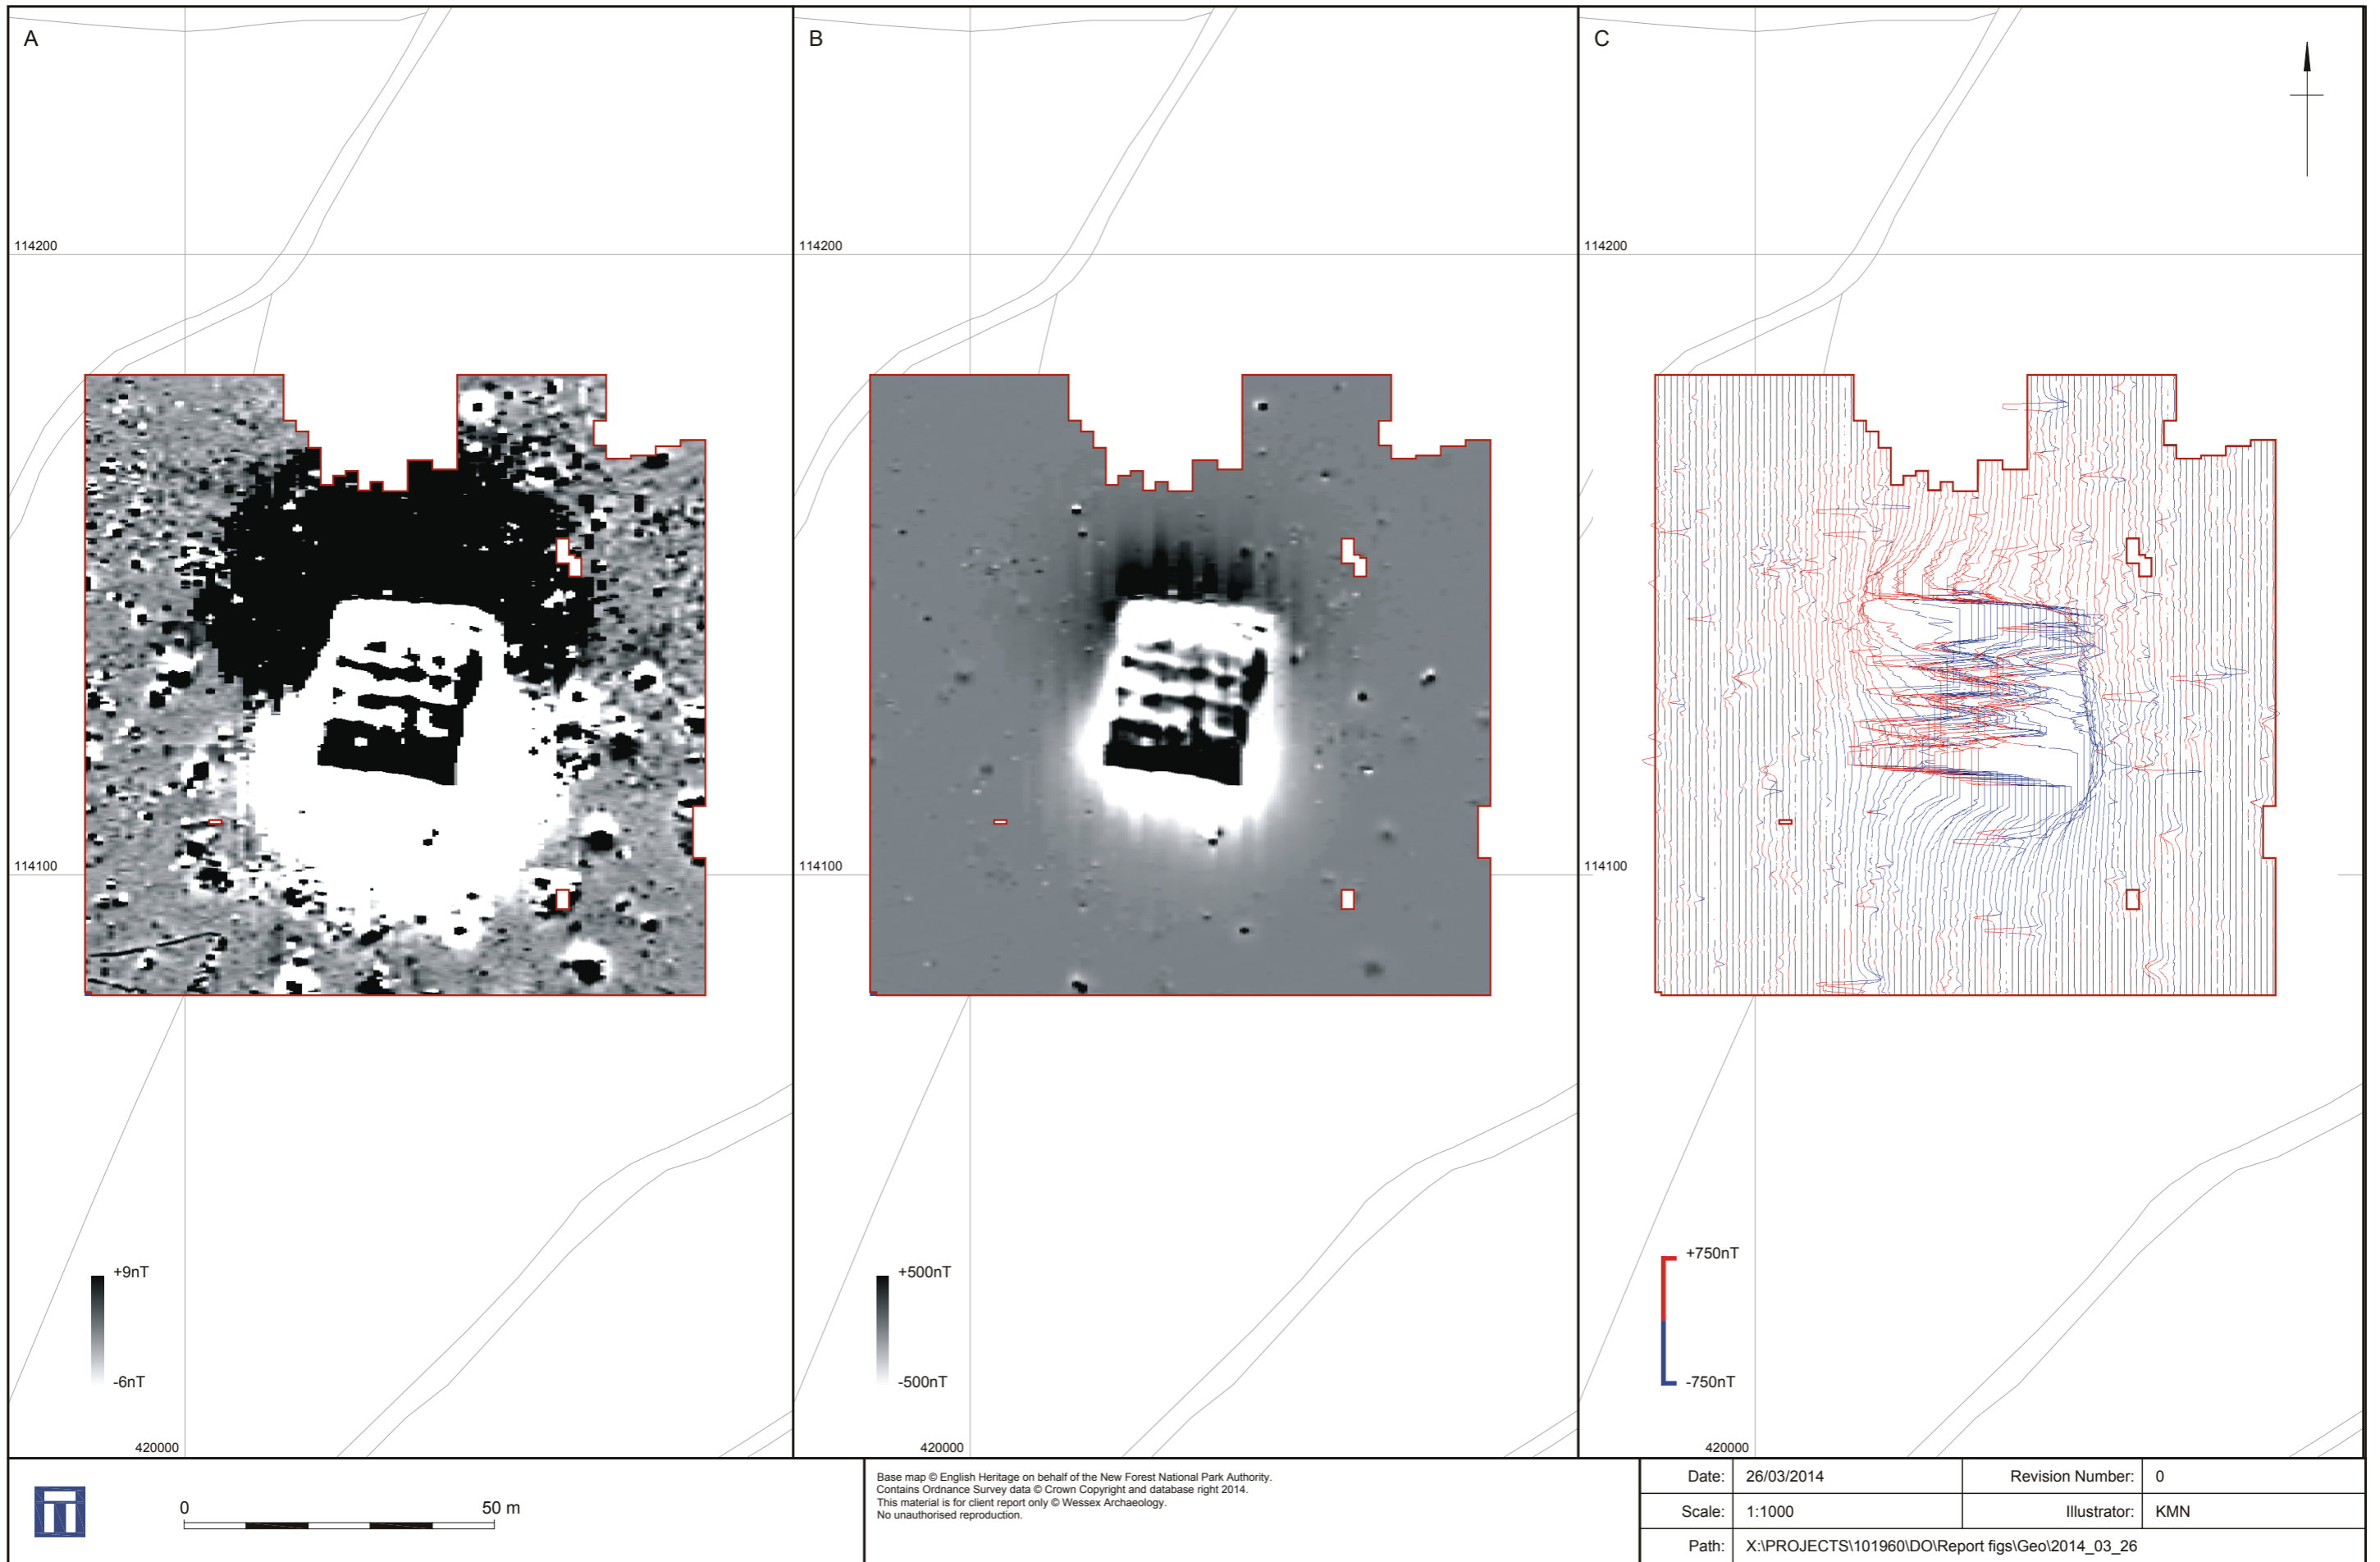 A
B
C
114200
114200
114200
114100
114100
114100
+9nT
-6nT
+500nT
-500nT
+750nT
-750nT
420000
420000
420000
0 50 m
Base map © English Heritage on behalf of the New Forest National Park Authority.
Contains Ordnance Survey data © Crown Copyright and database right 2014.
This material is for client report only © Wessex Archaeology.
No unauthorised reproduction.
Date: 26/03/2014 Revision Number: 0
Scale: 1:1000 Illustrator: KMN
Path: X:\PROJECTS\101960\DO\Report figs\Geo\2014_03_26